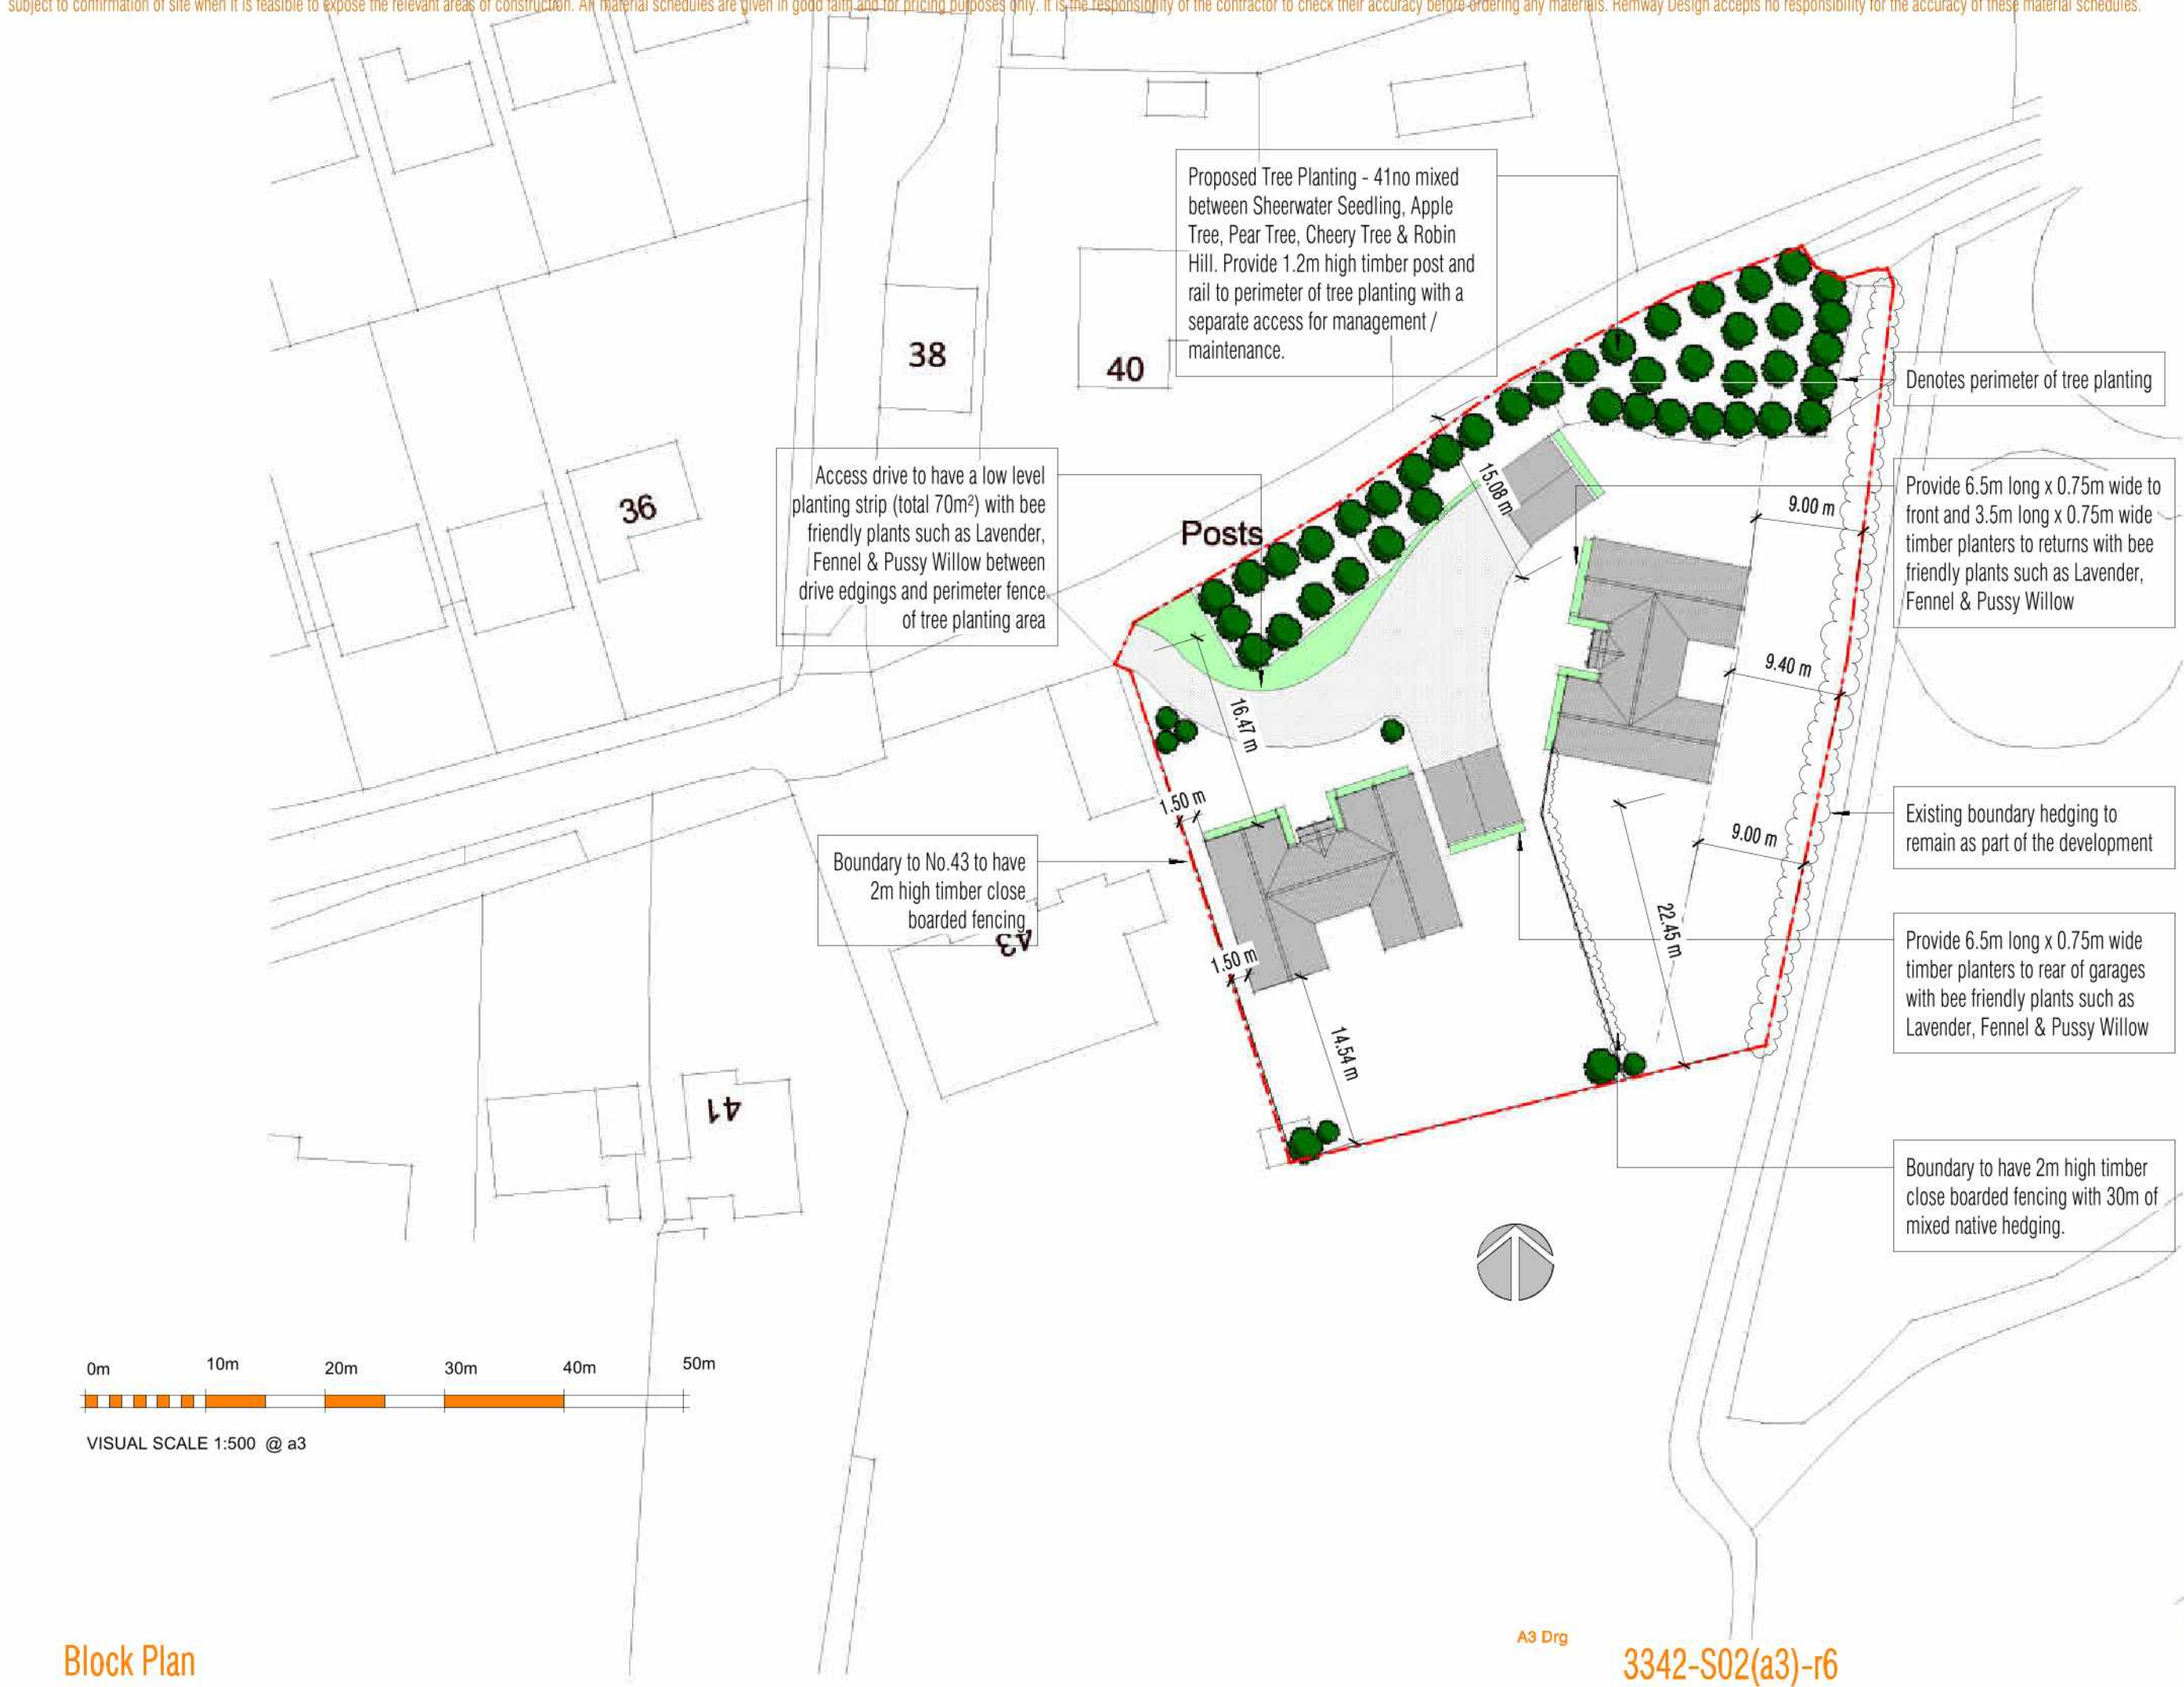 subject to confirmation of site when it is feasible to expose the relevant areas of construction. All material schedules are given in good faith and for pricing purposes only. It is the responsibility of the contractor to check their accuracy before ordering any materials. Remway Design accepts no responsibility for the accuracy of these material schedules.
Proposed Tree Planting - 41no mixed
between Sheerwater Seedling, Apple
Tree, Pear Tree, Cheery Tree & Robin
Hill. Provide 1.2m high timber post and
rail to perimeter of tree planting with a
separate access for management /
maintenance.
38
40
36
Denotes perimeter of tree planting
Access drive to have a low level
planting strip (total 70m²) with bee
friendly plants such as Lavender,
Fennel & Pussy Willow between
drive edgings and perimeter fence
of tree planting area
Posts
15.08 m
9.00 m
Provide 6.5m long x 0.75m wide to
front and 3.5m long x 0.75m wide
timber planters to returns with bee
friendly plants such as Lavender,
Fennel & Pussy Willow
9.40 m
16.47 m
1.50 m
9.00 m
Existing boundary hedging to
remain as part of the development
Boundary to No.43 to have
2m high timber close
boarded fencing
43
1.50 m
22.45 m
Provide 6.5m long x 0.75m wide
timber planters to rear of garages
with bee friendly plants such as
Lavender, Fennel & Pussy Willow
14.54 m
41
Boundary to have 2m high timber
close boarded fencing with 30m of
mixed native hedging.
0m 10m 20m 30m 40m 50m
VISUAL SCALE 1:500 @ a3
Block Plan
A3 Drg
3342-S02(a3)-r6